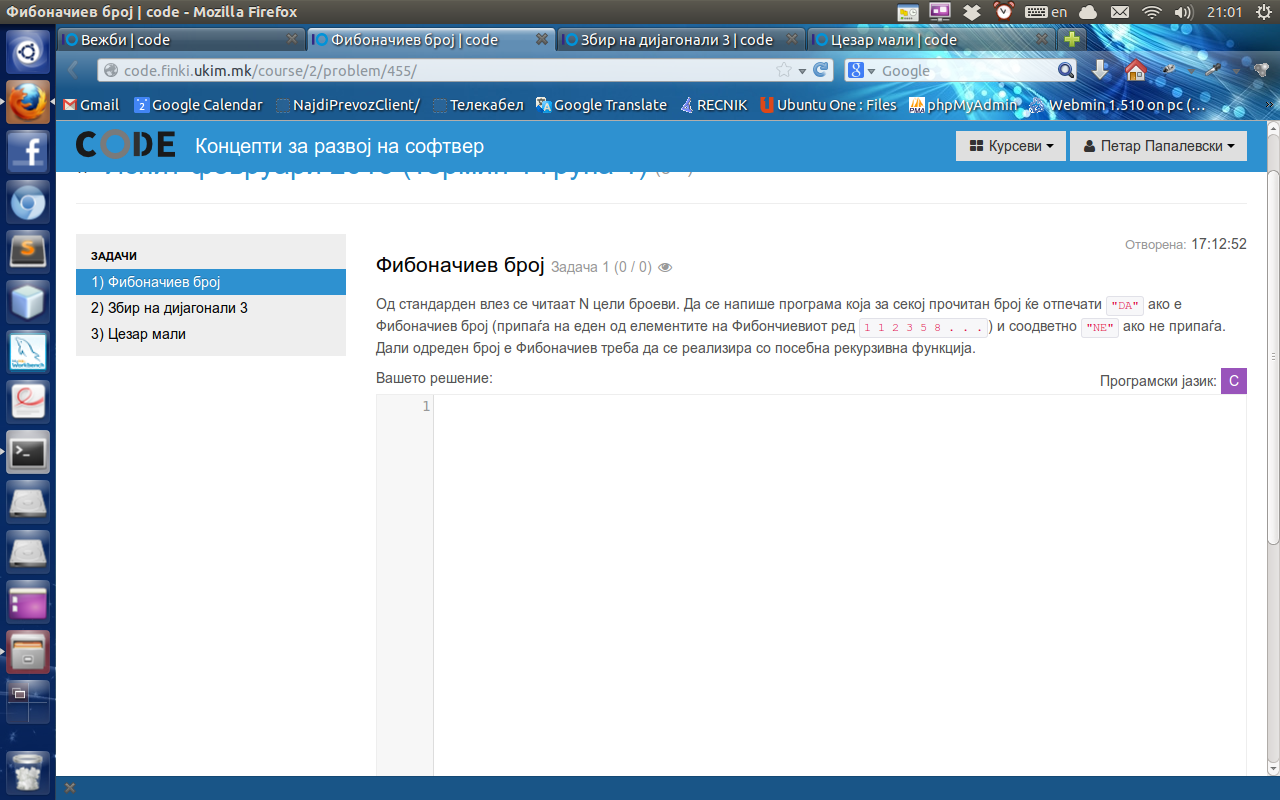 Фибоначиев број | code - Mozilla Firefox
en
21:01
Вежби | code
Фибоначиев број | code
Збир на дијагонали 3 | code
Цезар мали | code
code.finki.ukim.mk/course/2/problem/455/
Google
Gmail
Google Calendar
NajdiPrevozClient/
Телекабел
Google Translate
RECNIK
Ubuntu One : Files
phpMyAdmin
Webmin 1.510 on pc (...
CODE
Концепти за развој на софтвер
Курсеви
Петар Папалевски
ЗАДАЧИ
1) Фибоначиев број
2) Збир на дијагонали 3
3) Цезар мали
Отворена: 17:12:52
Фибоначиев број Задача 1 (0 / 0)
Од стандарден влез се читаат N цели броеви. Да се напише програма која за секој прочитан број ќе отпечати "DA" ако е
Фибоначиев број (припаѓа на еден од елементите на Фибончиевиот ред 1 1 2 3 5 8 . . .) и соодветно "NE" ако не припаѓа.
Дали одреден број е Фибоначиев треба да се реализира со посебна рекурзивна функција.
Вашето решение:
Програмски јазик: C
1